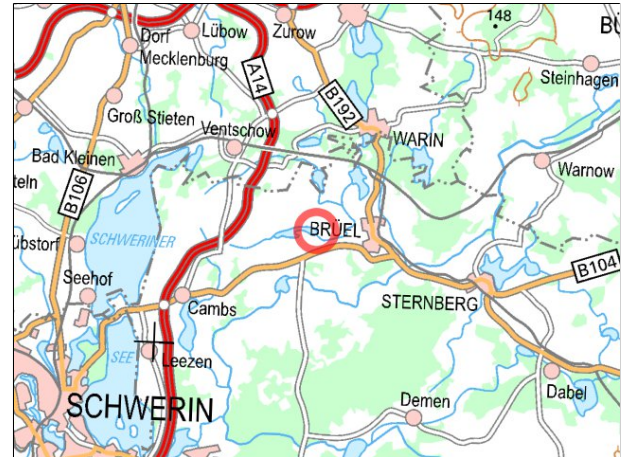 148
Dorf
Mecklenburg
Lübow
Zurow
BÜ
Steinhagen
A14
B192
Groß Stieten
Ventschow
WARIN
Bad Kleinen
Warnow
teln
B106
übstorf
SCHWERINER
BRÜEL
Seehof
B104
Cambs
STERNBERG
SEE
Leezen
SCHWERIN
Demen
Dabel